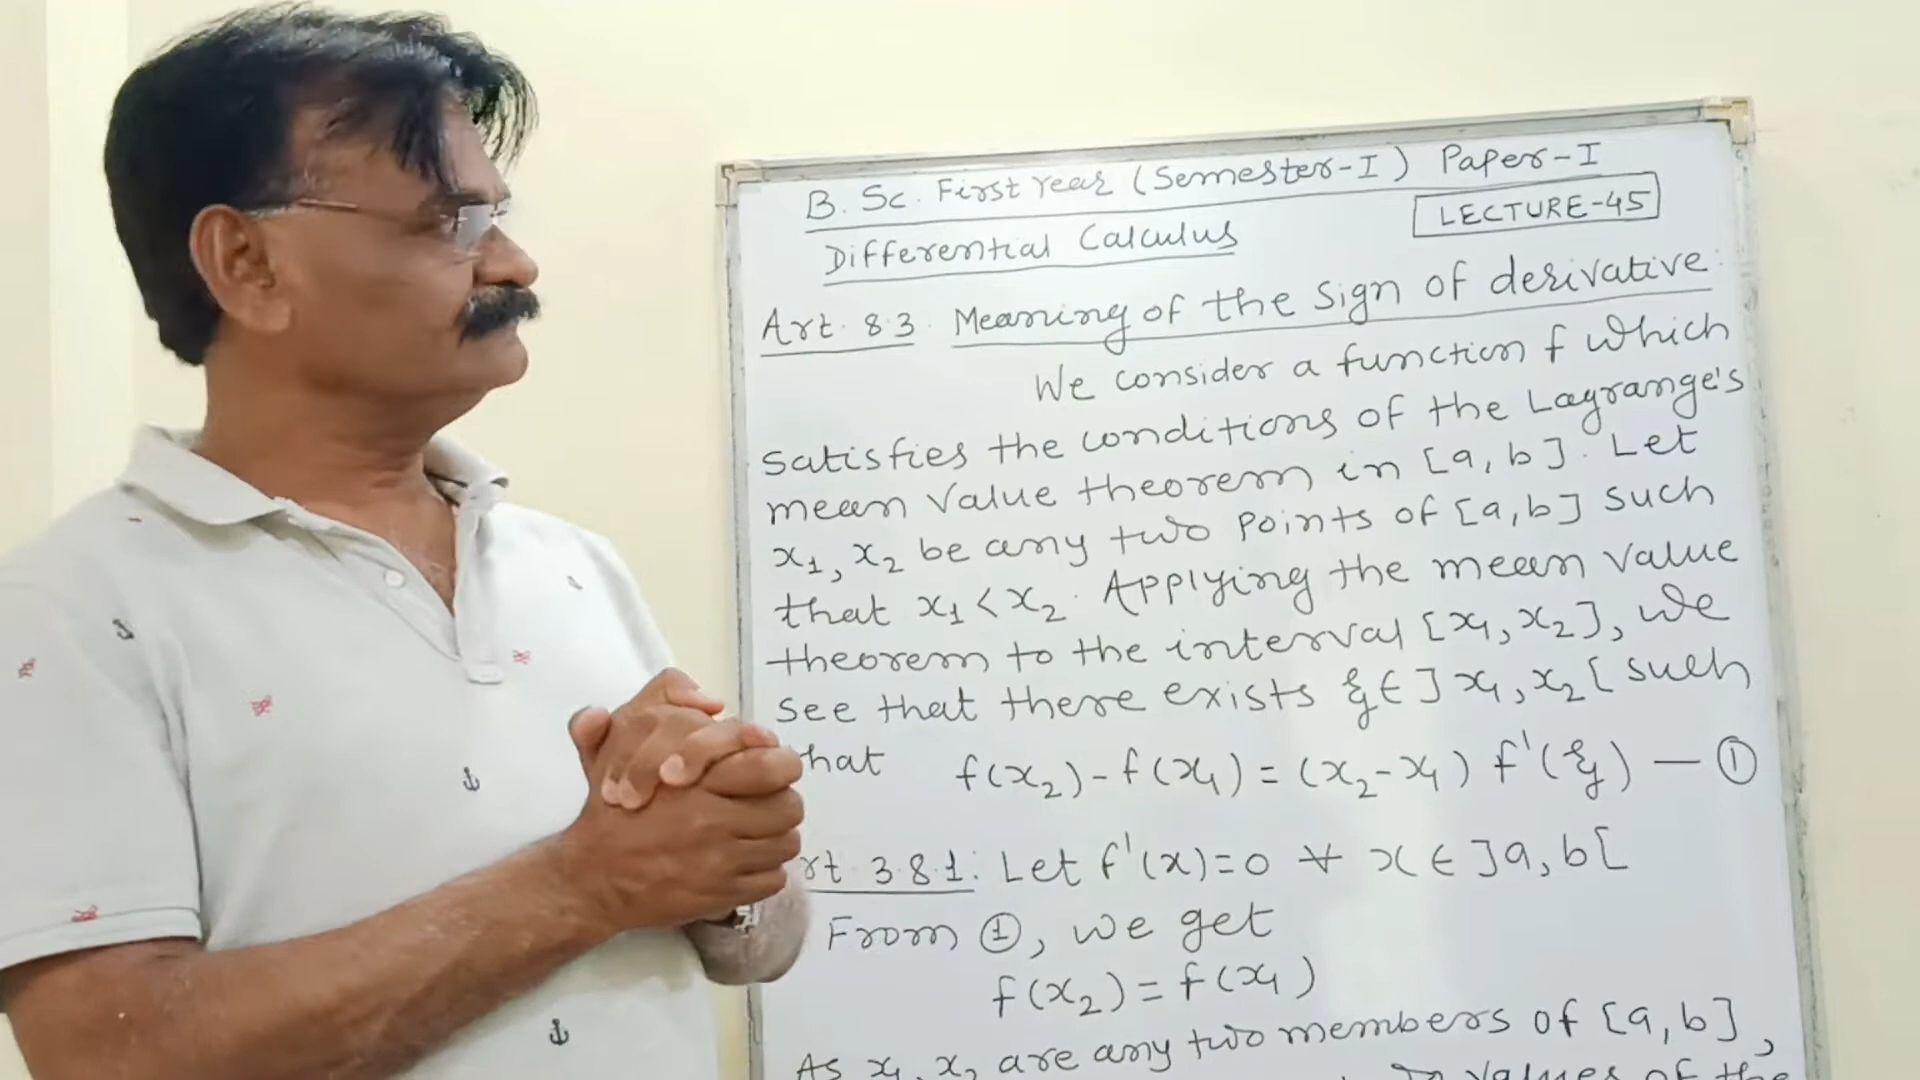 B. Sc. First Year (Semester-I) Paper-I
LECTURE-45
Differential Calculus
Art. 8.3. Meaning of the sign of derivative:
We consider a function f which
satisfies the conditions of the Lagrange's
mean value theorem in [a, b]. Let
x₁, x₂ be any two points of [a, b] such
that x₁ < x₂. Applying the mean value
theorem to the interval [x₁, x₂], we
see that there exists ξ ∈ ]x₁, x₂[ such
hat f(x₂) - f(x₁) = (x₂ - x₁) f'(ξ) — ①
rt 3.8.1: Let f'(x) = 0 ∀ x ∈ ]a, b[
From ①, we get
f(x₂) = f(x₁)
As x₁, x₂ are any two members of [a, b],
values of the